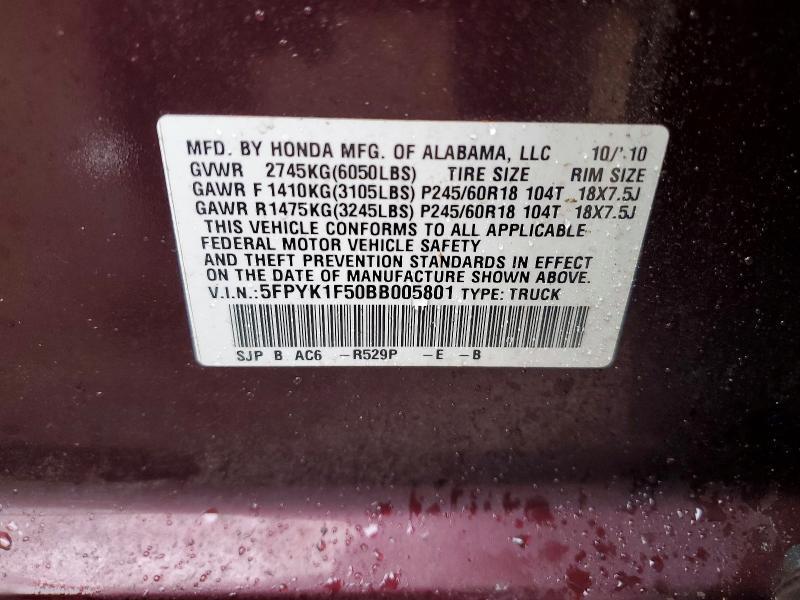 MFD. BY HONDA MFG. OF ALABAMA, LLC 10/'10
GVWR 2745KG(6050LBS) TIRE SIZE RIM SIZE
GAWR F 1410KG(3105LBS) P245/60R18 104T 18X7.5J
GAWR R1475KG(3245LBS) P245/60R18 104T 18X7.5J
THIS VEHICLE CONFORMS TO ALL APPLICABLE
FEDERAL MOTOR VEHICLE SAFETY
AND THEFT PREVENTION STANDARDS IN EFFECT
ON THE DATE OF MANUFACTURE SHOWN ABOVE.
V.I.N.:5FPYK1F50BB005801 TYPE: TRUCK
SJP B AC6 -R529P -E -B